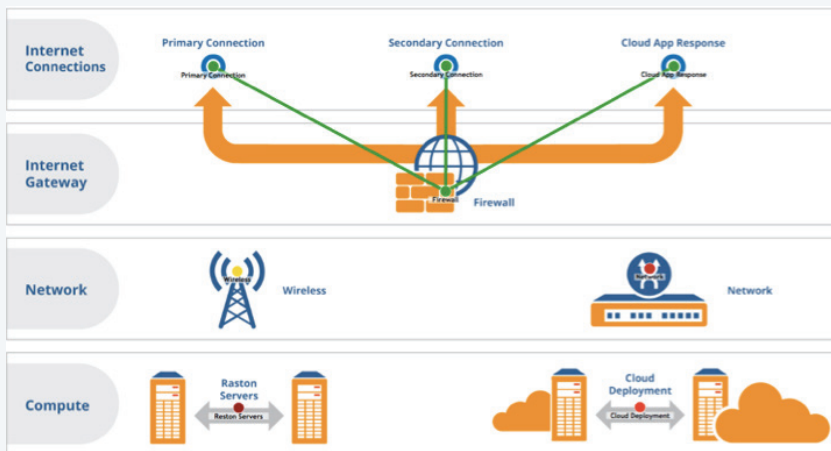 Internet
Connections
Primary Connection
Secondary Connection
Cloud App Response
Primary Connection
Secondary Connection
Cloud App Response
Internet
Gateway
Firewall
Firewall
Network
Wireless
Wireless
Network
Network
Compute
Raston
Servers
Reston Servers
Cloud
Deployment
Cloud Deployment